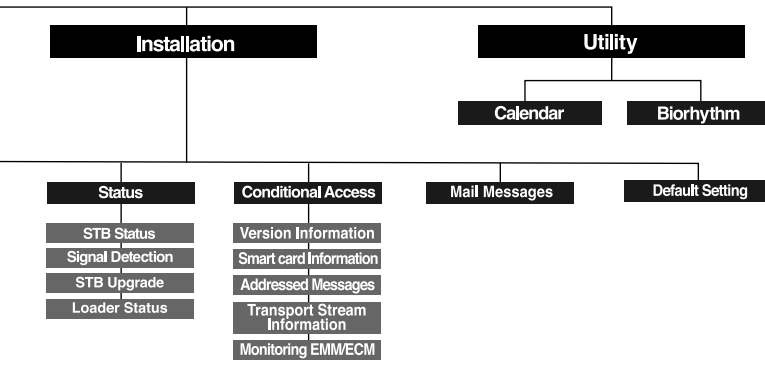 Installation
Utility
Calendar
Biorhythm
Status
Conditional Access
Mail Messages
Default Setting
STB Status
Signal Detection
STB Upgrade
Loader Status
Version Information
Smart card Information
Addressed Messages
Transport Stream
Information
Monitoring EMM/ECM